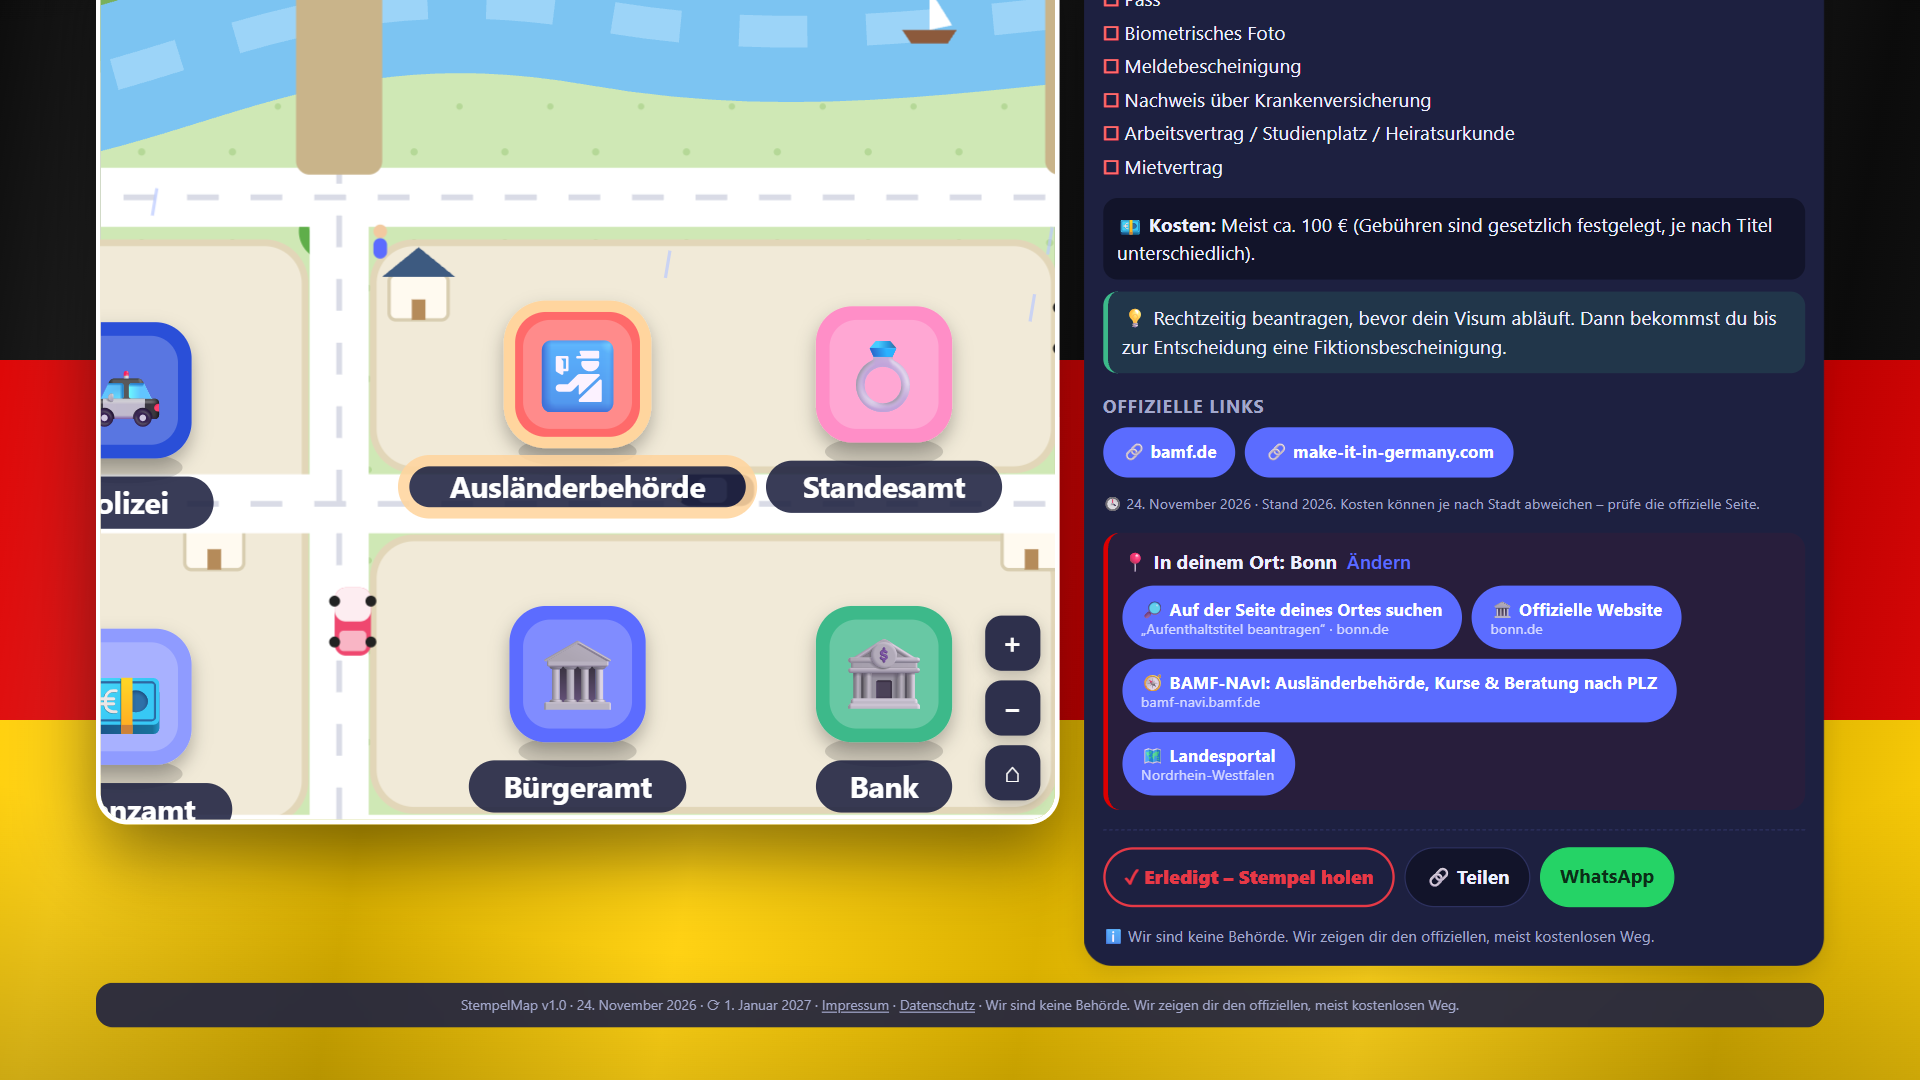 Pass
Biometrisches Foto
Meldebescheinigung
Nachweis über Krankenversicherung
Arbeitsvertrag / Studienplatz / Heiratsurkunde
Mietvertrag
Kosten: Meist ca. 100 € (Gebühren sind gesetzlich festgelegt, je nach Titel
unterschiedlich).
Rechtzeitig beantragen, bevor dein Visum abläuft. Dann bekommst du bis
zur Entscheidung eine Fiktionsbescheinigung.
OFFIZIELLE LINKS
bamf.de
make-it-in-germany.com
24. November 2026 · Stand 2026. Kosten können je nach Stadt abweichen – prüfe die offizielle Seite.
In deinem Ort: Bonn Ändern
Auf der Seite deines Ortes suchen
„Aufenthaltstitel beantragen“ · bonn.de
Offizielle Website
bonn.de
BAMF-NAvI: Ausländerbehörde, Kurse & Beratung nach PLZ
bamf-navi.bamf.de
Landesportal
Nordrhein-Westfalen
✓ Erledigt – Stempel holen
Teilen
WhatsApp
Wir sind keine Behörde. Wir zeigen dir den offiziellen, meist kostenlosen Weg.
olizei
Ausländerbehörde
Standesamt
nzamt
Bürgeramt
Bank
+
−
⌂
StempelMap v1.0 · 24. November 2026 · ⟳ 1. Januar 2027 · Impressum · Datenschutz · Wir sind keine Behörde. Wir zeigen dir den offiziellen, meist kostenlosen Weg.